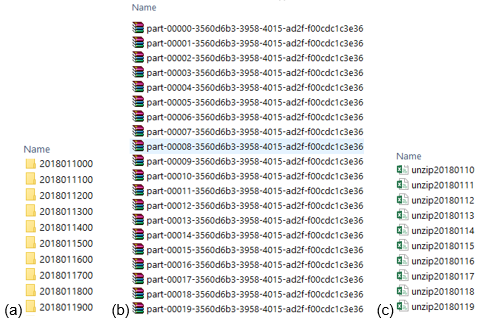 Name
2018011000
2018011100
2018011200
2018011300
2018011400
2018011500
2018011600
2018011700
2018011800
2018011900
(a)
Name
part-00000-3560d6b3-3958-4015-ad2f-f00cdc1c3e36
part-00001-3560d6b3-3958-4015-ad2f-f00cdc1c3e36
part-00002-3560d6b3-3958-4015-ad2f-f00cdc1c3e36
part-00003-3560d6b3-3958-4015-ad2f-f00cdc1c3e36
part-00004-3560d6b3-3958-4015-ad2f-f00cdc1c3e36
part-00005-3560d6b3-3958-4015-ad2f-f00cdc1c3e36
part-00006-3560d6b3-3958-4015-ad2f-f00cdc1c3e36
part-00007-3560d6b3-3958-4015-ad2f-f00cdc1c3e36
part-00008-3560d6b3-3958-4015-ad2f-f00cdc1c3e36
part-00009-3560d6b3-3958-4015-ad2f-f00cdc1c3e36
part-00010-3560d6b3-3958-4015-ad2f-f00cdc1c3e36
part-00011-3560d6b3-3958-4015-ad2f-f00cdc1c3e36
part-00012-3560d6b3-3958-4015-ad2f-f00cdc1c3e36
part-00013-3560d6b3-3958-4015-ad2f-f00cdc1c3e36
part-00014-3560d6b3-3958-4015-ad2f-f00cdc1c3e36
part-00015-3560d6b3-3958-4015-ad2f-f00cdc1c3e36
part-00016-3560d6b3-3958-4015-ad2f-f00cdc1c3e36
part-00017-3560d6b3-3958-4015-ad2f-f00cdc1c3e36
part-00018-3560d6b3-3958-4015-ad2f-f00cdc1c3e36
part-00019-3560d6b3-3958-4015-ad2f-f00cdc1c3e36
(b)
Name
unzip20180110
unzip20180111
unzip20180112
unzip20180113
unzip20180114
unzip20180115
unzip20180116
unzip20180117
unzip20180118
unzip20180119
(c)